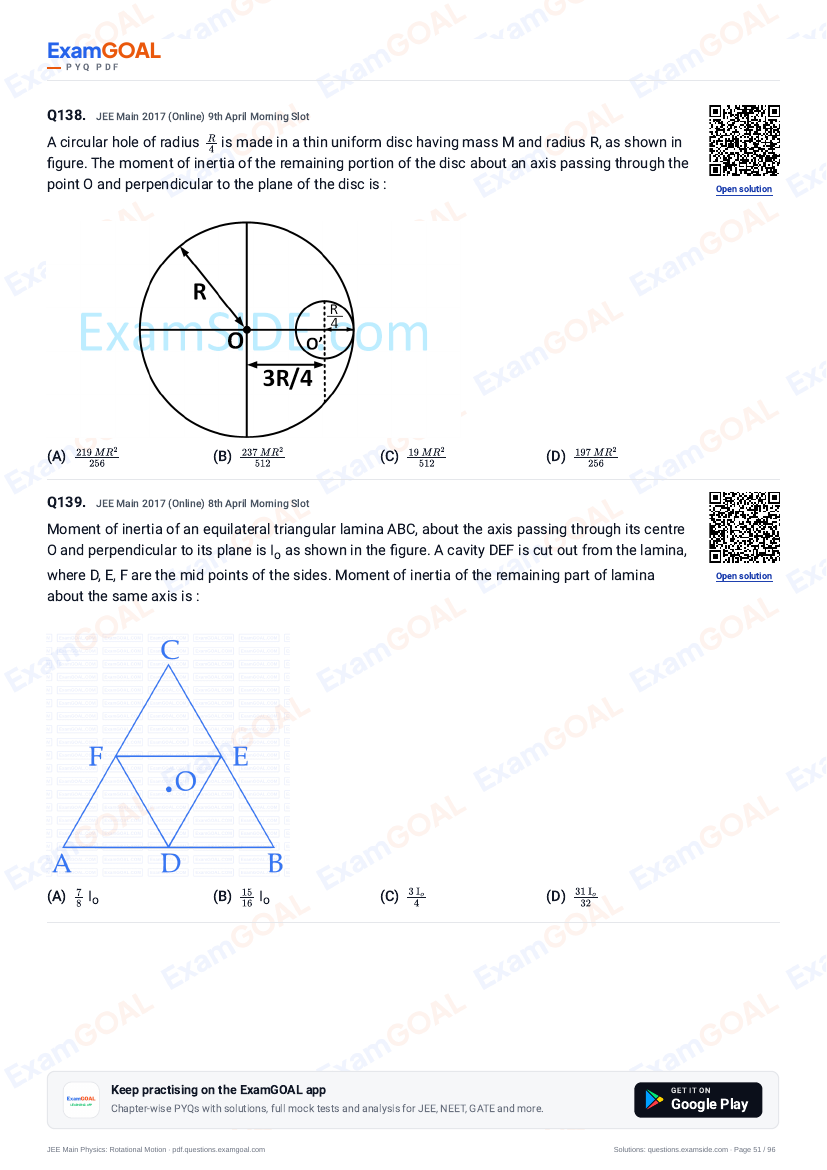 ExamGOAL
PYQ PDF
Q138. JEE Main 2017 (Online) 9th April Morning Slot
A circular hole of radius R/4 is made in a thin uniform disc having mass M and radius R, as shown in
figure. The moment of inertia of the remaining portion of the disc about an axis passing through the
point O and perpendicular to the plane of the disc is :
Open solution
R
R/4
ExamSIDE.com
O
O’
3R/4
(A) 219 MR²/256 (B) 237 MR²/512 (C) 19 MR²/512 (D) 197 MR²/256
Q139. JEE Main 2017 (Online) 8th April Morning Slot
Moment of inertia of an equilateral triangular lamina ABC, about the axis passing through its centre
O and perpendicular to its plane is Iₒ as shown in the figure. A cavity DEF is cut out from the lamina,
where D, E, F are the mid points of the sides. Moment of inertia of the remaining part of lamina
about the same axis is :
Open solution
C
F E
O
A D B
(A) 7/8 Iₒ (B) 15/16 Iₒ (C) 3 Iₒ/4 (D) 31 Iₒ/32
Keep practising on the ExamGOAL app
Chapter-wise PYQs with solutions, full mock tests and analysis for JEE, NEET, GATE and more.
ExamGOAL
GET IT ON
Google Play
JEE Main Physics: Rotational Motion · pdf.questions.examgoal.com
Solutions: questions.examside.com · Page 51 / 96